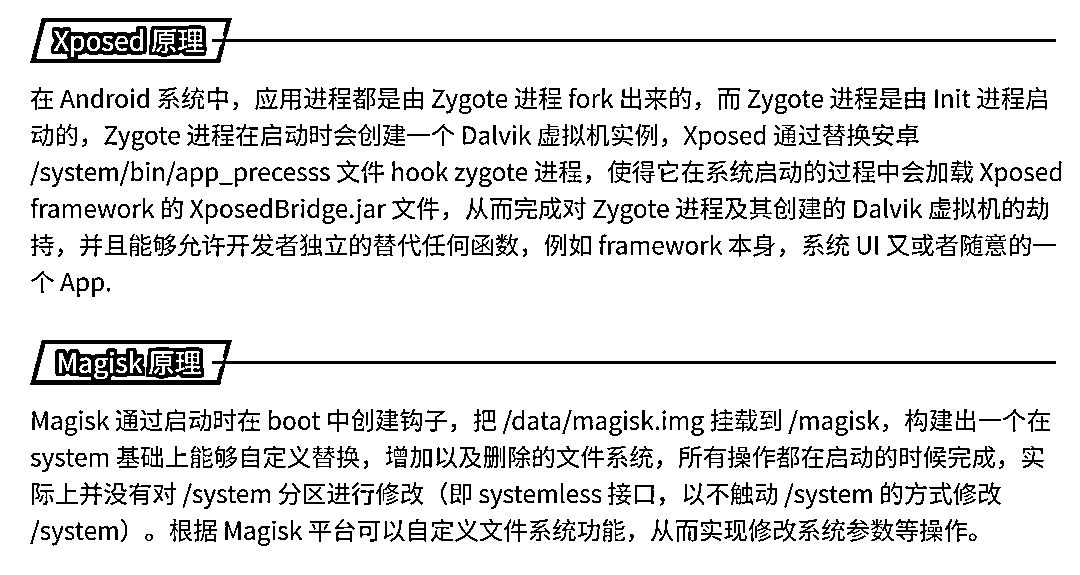 Xposed 原理
在 Android 系统中，应用进程都是由 Zygote 进程 fork 出来的，而 Zygote 进程是由 Init 进程启
动的，Zygote 进程在启动时会创建一个 Dalvik 虚拟机实例，Xposed 通过替换安卓
/system/bin/app_precesss 文件 hook zygote 进程，使得它在系统启动的过程中会加载 Xposed
framework 的 XposedBridge.jar 文件，从而完成对 Zygote 进程及其创建的 Dalvik 虚拟机的劫
持，并且能够允许开发者独立的替代任何函数，例如 framework 本身，系统 UI 又或者随意的一
个 App.
Magisk 原理
Magisk 通过启动时在 boot 中创建钩子，把 /data/magisk.img 挂载到 /magisk，构建出一个在
system 基础上能够自定义替换，增加以及删除的文件系统，所有操作都在启动的时候完成，实
际上并没有对 /system 分区进行修改（即 systemless 接口，以不触动 /system 的方式修改
/system）。根据 Magisk 平台可以自定义文件系统功能，从而实现修改系统参数等操作。